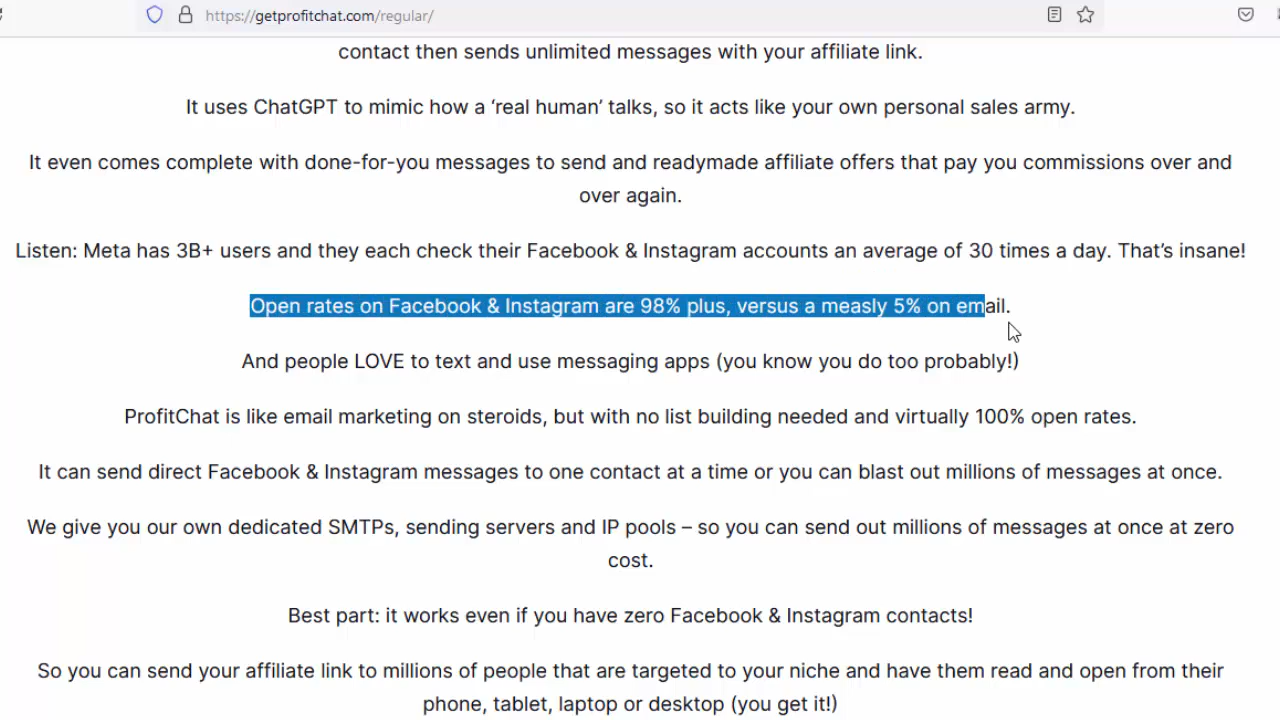 https://getprofitchat.com/regular/
contact then sends unlimited messages with your affiliate link.
It uses ChatGPT to mimic how a ‘real human’ talks, so it acts like your own personal sales army.
It even comes complete with done-for-you messages to send and readymade affiliate offers that pay you commissions over and
over again.
Listen: Meta has 3B+ users and they each check their Facebook & Instagram accounts an average of 30 times a day. That’s insane!
Open rates on Facebook & Instagram are 98% plus, versus a measly 5% on email.
And people LOVE to text and use messaging apps (you know you do too probably!)
ProfitChat is like email marketing on steroids, but with no list building needed and virtually 100% open rates.
It can send direct Facebook & Instagram messages to one contact at a time or you can blast out millions of messages at once.
We give you our own dedicated SMTPs, sending servers and IP pools – so you can send out millions of messages at once at zero
cost.
Best part: it works even if you have zero Facebook & Instagram contacts!
So you can send your affiliate link to millions of people that are targeted to your niche and have them read and open from their
phone, tablet, laptop or desktop (you get it!)